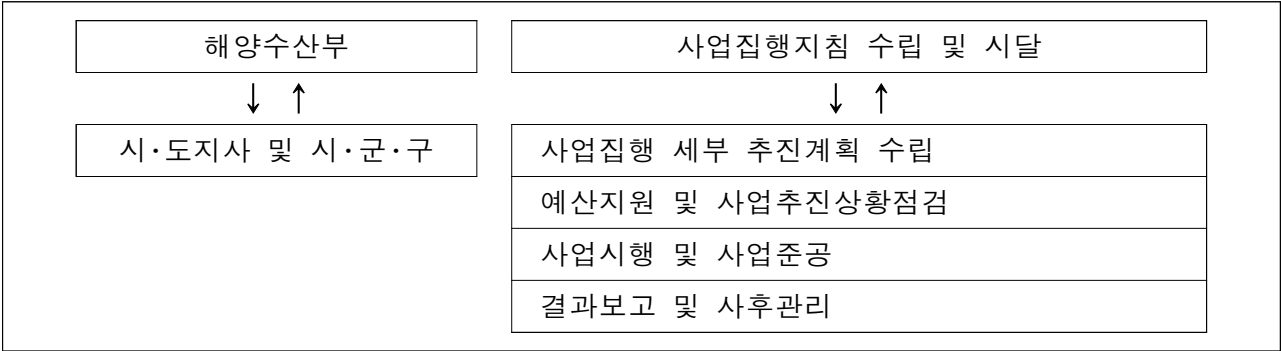 해양수산부 사업집행지침 수립 및 시달
↓ ↑ ↓ ↑
시·도지사 및 시·군·구 사업집행 세부 추진계획 수립
예산지원 및 사업추진상황점검
사업시행 및 사업준공
결과보고 및 사후관리